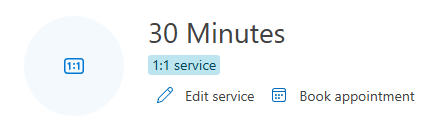 30 Minutes
1:1
1:1 service
Edit service
Book appointment